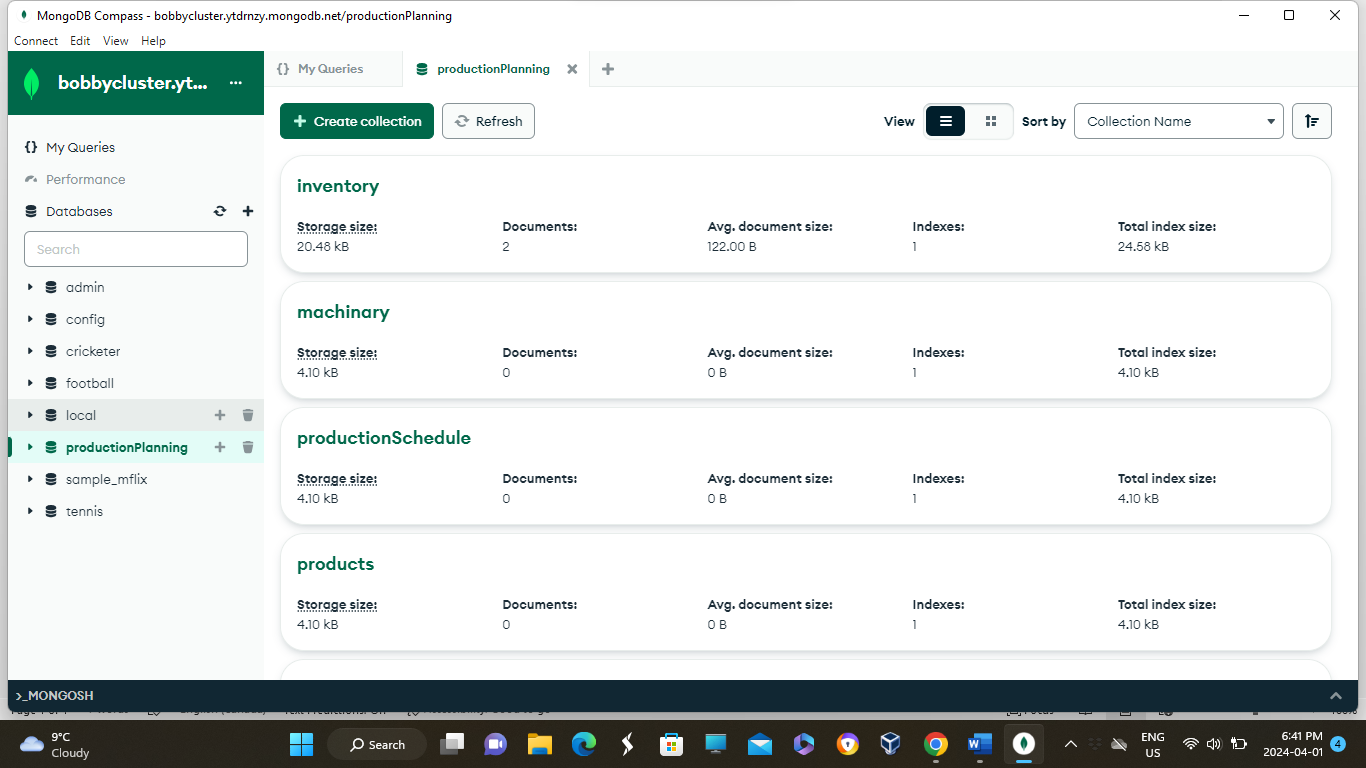 MongoDB Compass - bobbycluster.ytdrnzy.mongodb.net/productionPlanning
Connect Edit View Help
bobbycluster.yt... ...
{} My Queries
productionPlanning
Create collection
Refresh
View
Sort by
Collection Name
{} My Queries
Performance
Databases
Search
admin
config
cricketer
football
local
productionPlanning
sample_mflix
tennis
inventory
Storage size: Documents: Avg. document size: Indexes: Total index size:
20.48 kB 2 122.00 B 1 24.58 kB
machinary
Storage size: Documents: Avg. document size: Indexes: Total index size:
4.10 kB 0 0 B 1 4.10 kB
productionSchedule
Storage size: Documents: Avg. document size: Indexes: Total index size:
4.10 kB 0 0 B 1 4.10 kB
products
Storage size: Documents: Avg. document size: Indexes: Total index size:
4.10 kB 0 0 B 1 4.10 kB
>_MONGOSH
9°C
Cloudy
Search
ENG
US
6:41 PM
2024-04-01
4